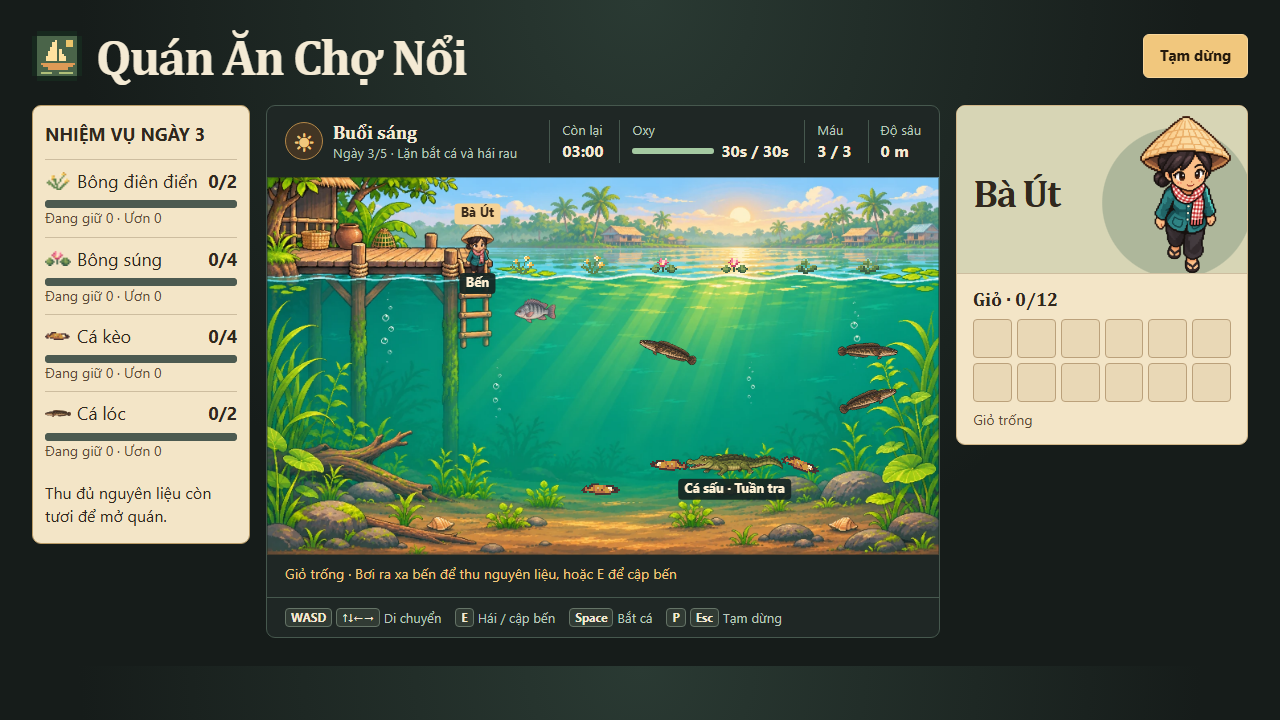 Quán Ăn Chợ Nổi
Tạm dừng
NHIỆM VỤ NGÀY 3
Bông điên điển 0/2
Đang giữ 0 · Ươn 0
Bông súng 0/4
Đang giữ 0 · Ươn 0
Cá kèo 0/4
Đang giữ 0 · Ươn 0
Cá lóc 0/2
Đang giữ 0 · Ươn 0
Thu đủ nguyên liệu còn
tươi để mở quán.
Buổi sáng
Ngày 3/5 · Lặn bắt cá và hái rau
Còn lại
03:00
Oxy
30s / 30s
Máu
3 / 3
Độ sâu
0 m
Bà Út
Bến
Cá sấu · Tuần tra
Giỏ trống · Bơi ra xa bến để thu nguyên liệu, hoặc E để cập bến
WASD ↑↓←→ Di chuyển E Hái / cập bến Space Bắt cá P Esc Tạm dừng
Bà Út
Giỏ · 0/12
Giỏ trống